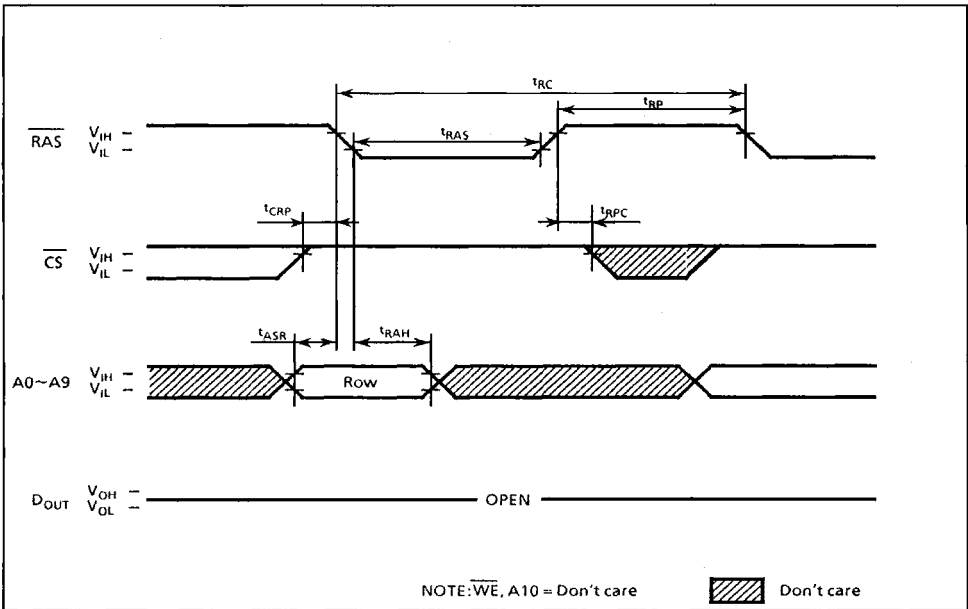 tRC
tRP
RAS VIH
VIL
tRAS
tCRP
tRPC
CS VIH
VIL
tASR
tRAH
A0~A9 VIH
VIL
Row
DOUT VOH
VOL
OPEN
NOTE: WE, A10 = Don't care
Don't care